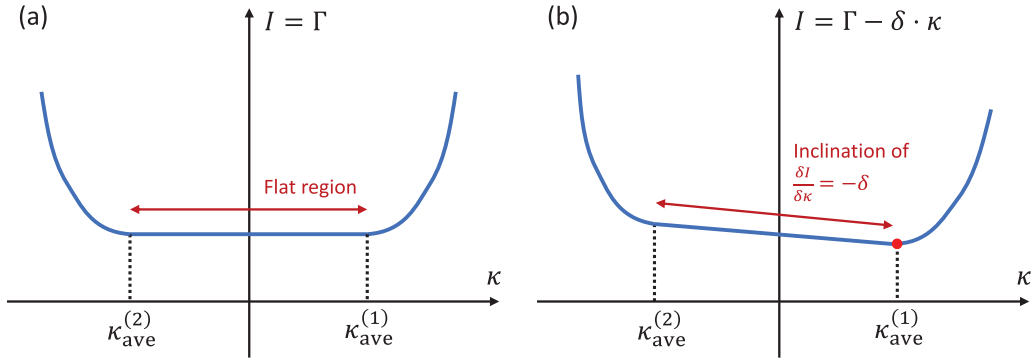 (a)
I = Γ
Flat region
κ
κ_ave^(2)
κ_ave^(1)
(b)
I = Γ − δ · κ
Inclination of
δI/δκ = −δ
κ
κ_ave^(2)
κ_ave^(1)